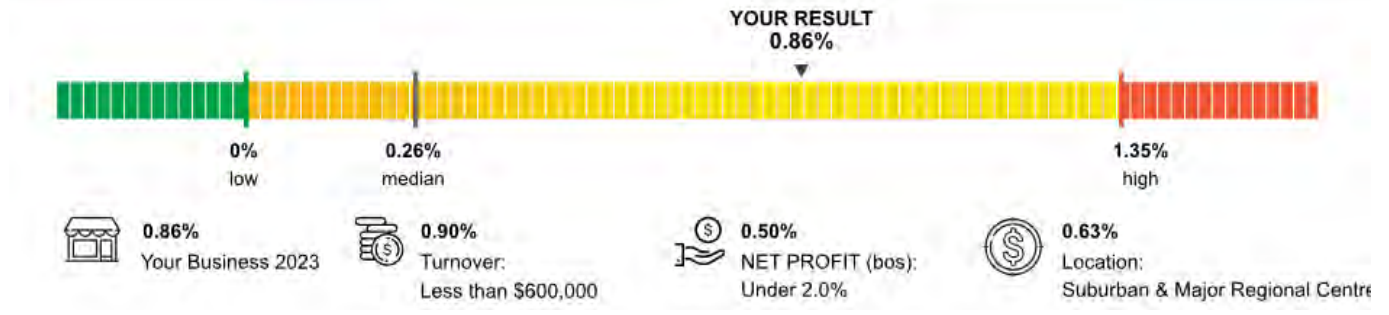 YOUR RESULT
0.86%
0%
low
0.26%
median
1.35%
high
0.86%
Your Business 2023
0.90%
Turnover:
Less than $600,000
0.50%
NET PROFIT (bos):
Under 2.0%
0.63%
Location:
Suburban & Major Regional Centre